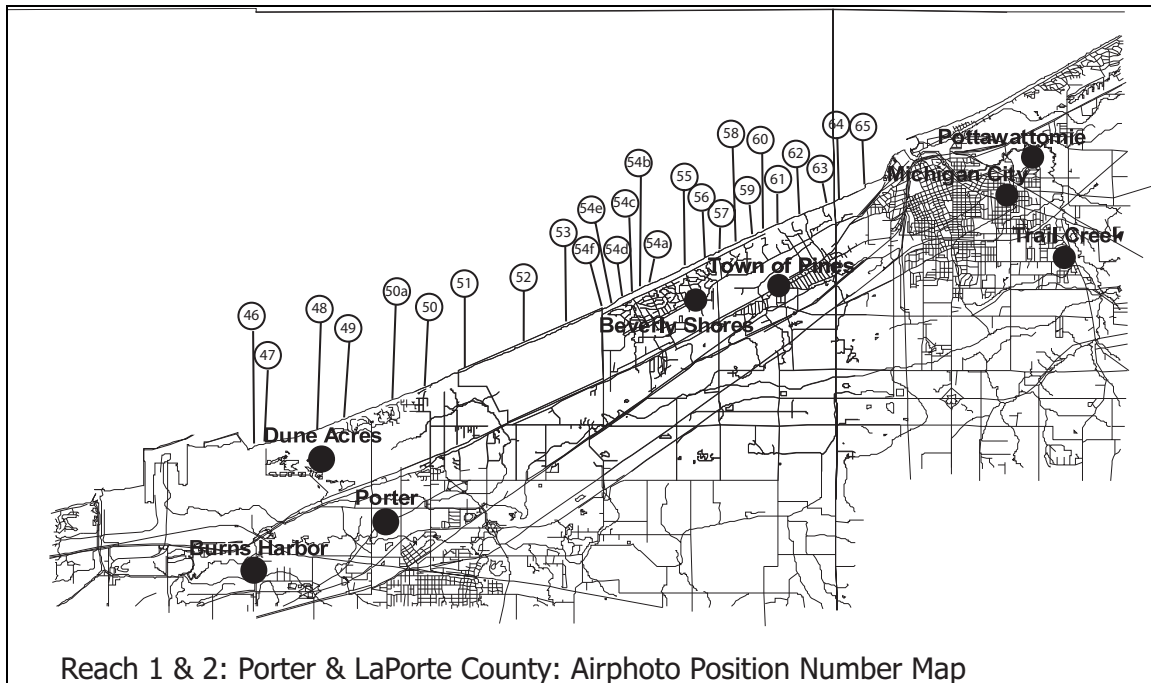 Pottawattomie
64
65
58
60
Michigan City
54b
62
63
55
59
61
56
57
54e
54c
Trail Creek
53
54f
54d
54a
Town of Pines
52
51
50a
50
Beverly Shores
46
48
49
47
Dune Acres
Porter
Burns Harbor
Reach 1 & 2: Porter & LaPorte County: Airphoto Position Number Map